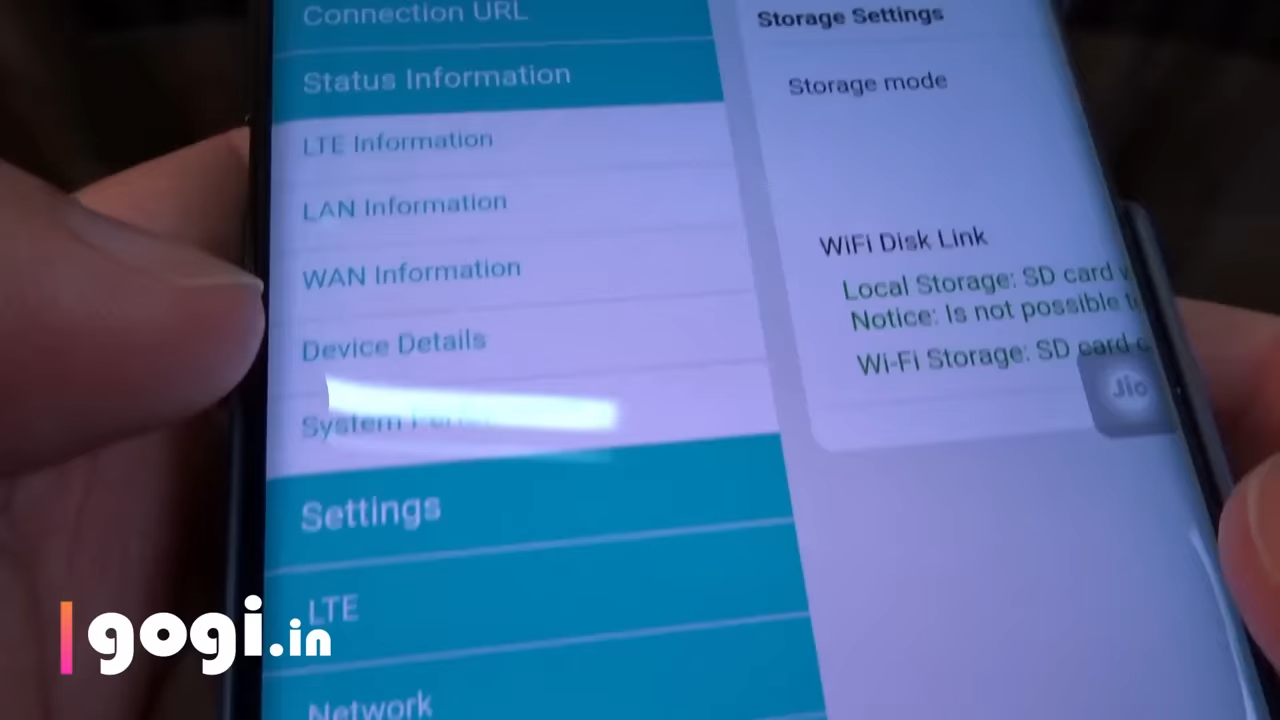 Connection URL
Status Information
LTE Information
LAN Information
WAN Information
Device Details
System
Settings
LTE
Network
Storage Settings
Storage mode
WiFi Disk Link
Local Storage: SD card
Notice: Is not possible
Wi-Fi Storage: SD card
Jio
gogi.in